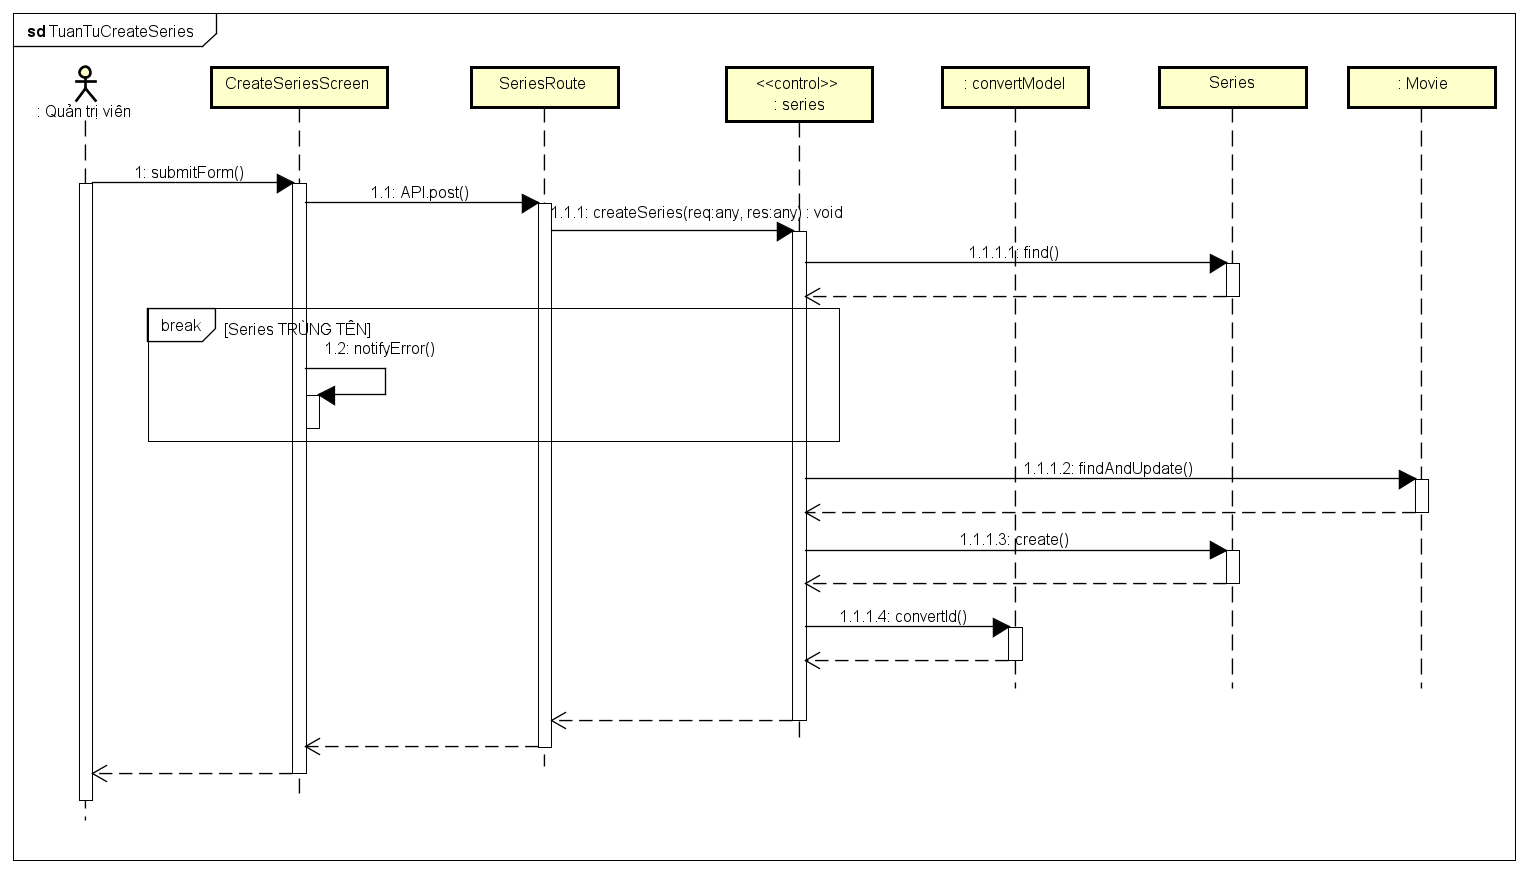 sd TuanTuCreateSeries
: Quản trị viên
CreateSeriesScreen
SeriesRoute
<<control>>
: series
: convertModel
Series
: Movie
1: submitForm()
1.1: API.post()
1.1.1: createSeries(req:any, res:any) : void
1.1.1.1: find()
break
[Series TRÙNG TÊN]
1.2: notifyError()
1.1.1.2: findAndUpdate()
1.1.1.3: create()
1.1.1.4: convertId()